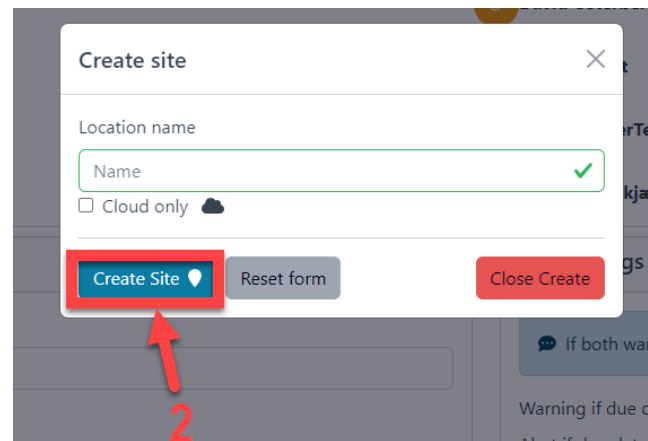 Create site
Location name
Name
Cloud only
Create Site
Reset form
Close Create
gs
If both
Warning if due
2